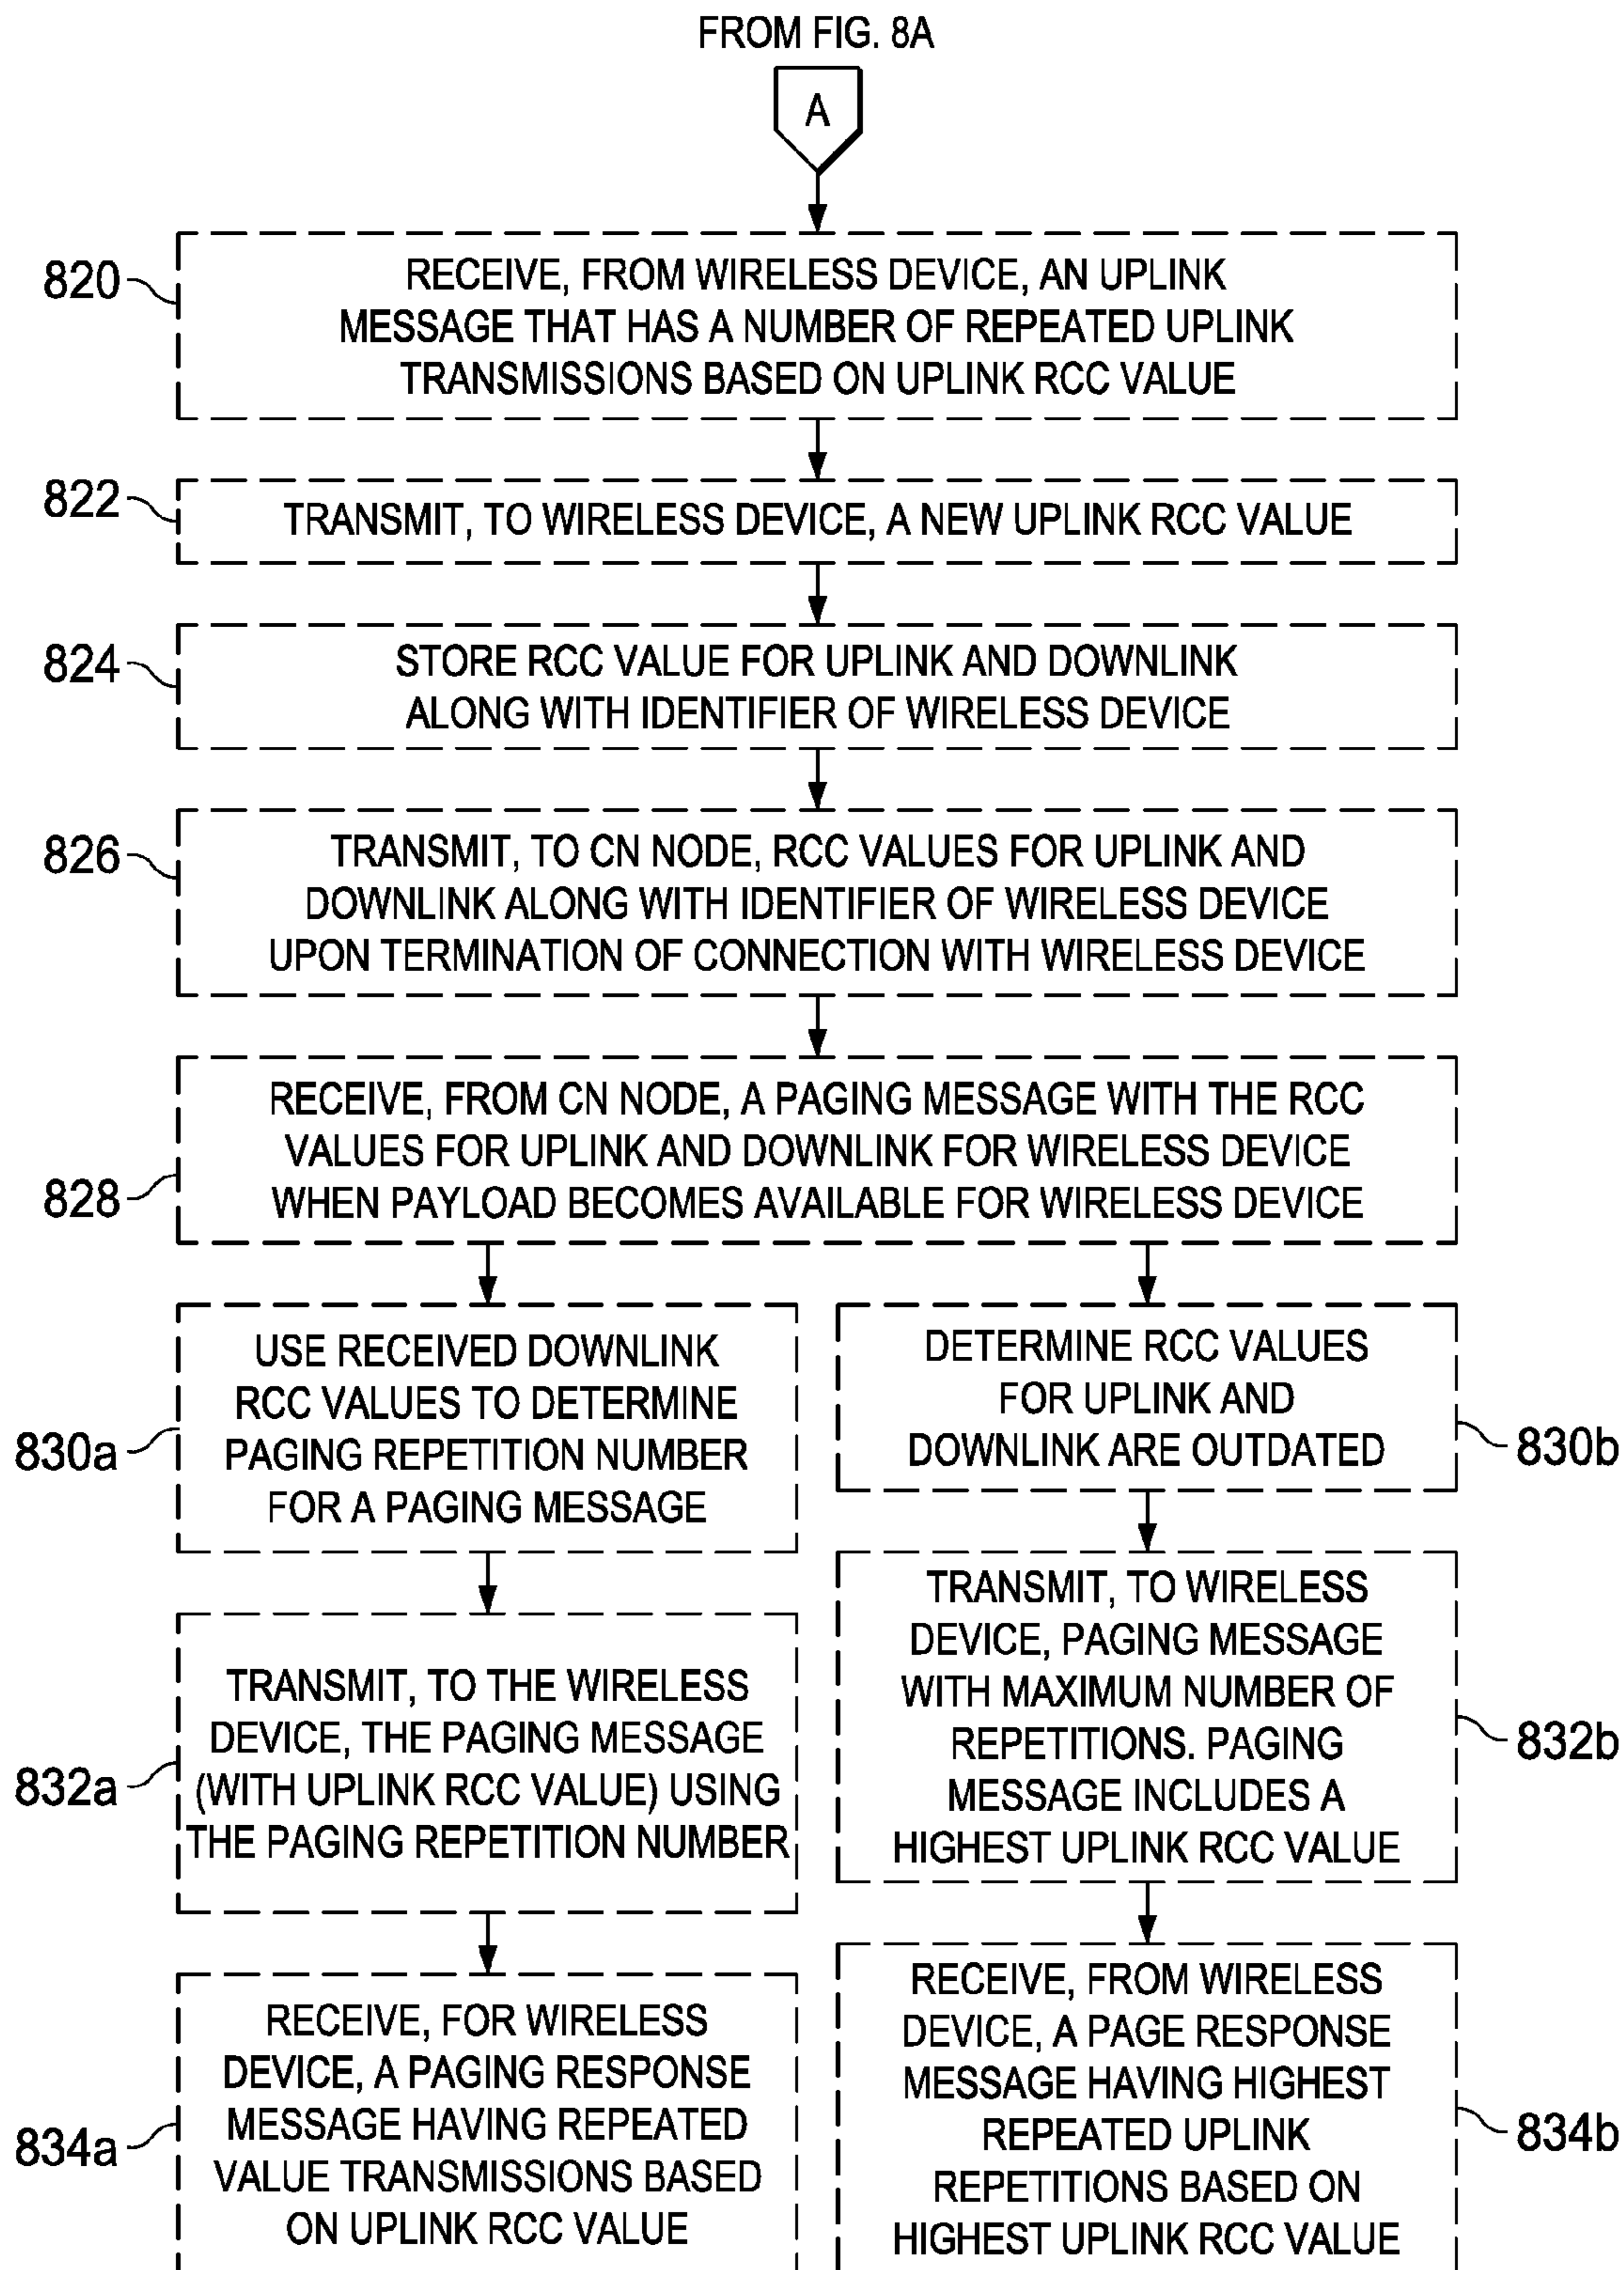 FROM FIG. 8A
A
820
RECEIVE, FROM WIRELESS DEVICE, AN UPLINK
MESSAGE THAT HAS A NUMBER OF REPEATED UPLINK
TRANSMISSIONS BASED ON UPLINK RCC VALUE
822
TRANSMIT, TO WIRELESS DEVICE, A NEW UPLINK RCC VALUE
824
STORE RCC VALUE FOR UPLINK AND DOWNLINK
ALONG WITH IDENTIFIER OF WIRELESS DEVICE
826
TRANSMIT, TO CN NODE, RCC VALUES FOR UPLINK AND
DOWNLINK ALONG WITH IDENTIFIER OF WIRELESS DEVICE
UPON TERMINATION OF CONNECTION WITH WIRELESS DEVICE
828
RECEIVE, FROM CN NODE, A PAGING MESSAGE WITH THE RCC
VALUES FOR UPLINK AND DOWNLINK FOR WIRELESS DEVICE
WHEN PAYLOAD BECOMES AVAILABLE FOR WIRELESS DEVICE
830a
USE RECEIVED DOWNLINK
RCC VALUES TO DETERMINE
PAGING REPETITION NUMBER
FOR A PAGING MESSAGE
832a
TRANSMIT, TO THE WIRELESS
DEVICE, THE PAGING MESSAGE
(WITH UPLINK RCC VALUE) USING
THE PAGING REPETITION NUMBER
834a
RECEIVE, FOR WIRELESS
DEVICE, A PAGING RESPONSE
MESSAGE HAVING REPEATED
VALUE TRANSMISSIONS BASED
ON UPLINK RCC VALUE
DETERMINE RCC VALUES
FOR UPLINK AND
DOWNLINK ARE OUTDATED
830b
TRANSMIT, TO WIRELESS
DEVICE, PAGING MESSAGE
WITH MAXIMUM NUMBER OF
REPETITIONS. PAGING
MESSAGE INCLUDES A
HIGHEST UPLINK RCC VALUE
832b
RECEIVE, FROM WIRELESS
DEVICE, A PAGE RESPONSE
MESSAGE HAVING HIGHEST
REPEATED UPLINK
REPETITIONS BASED ON
HIGHEST UPLINK RCC VALUE
834b